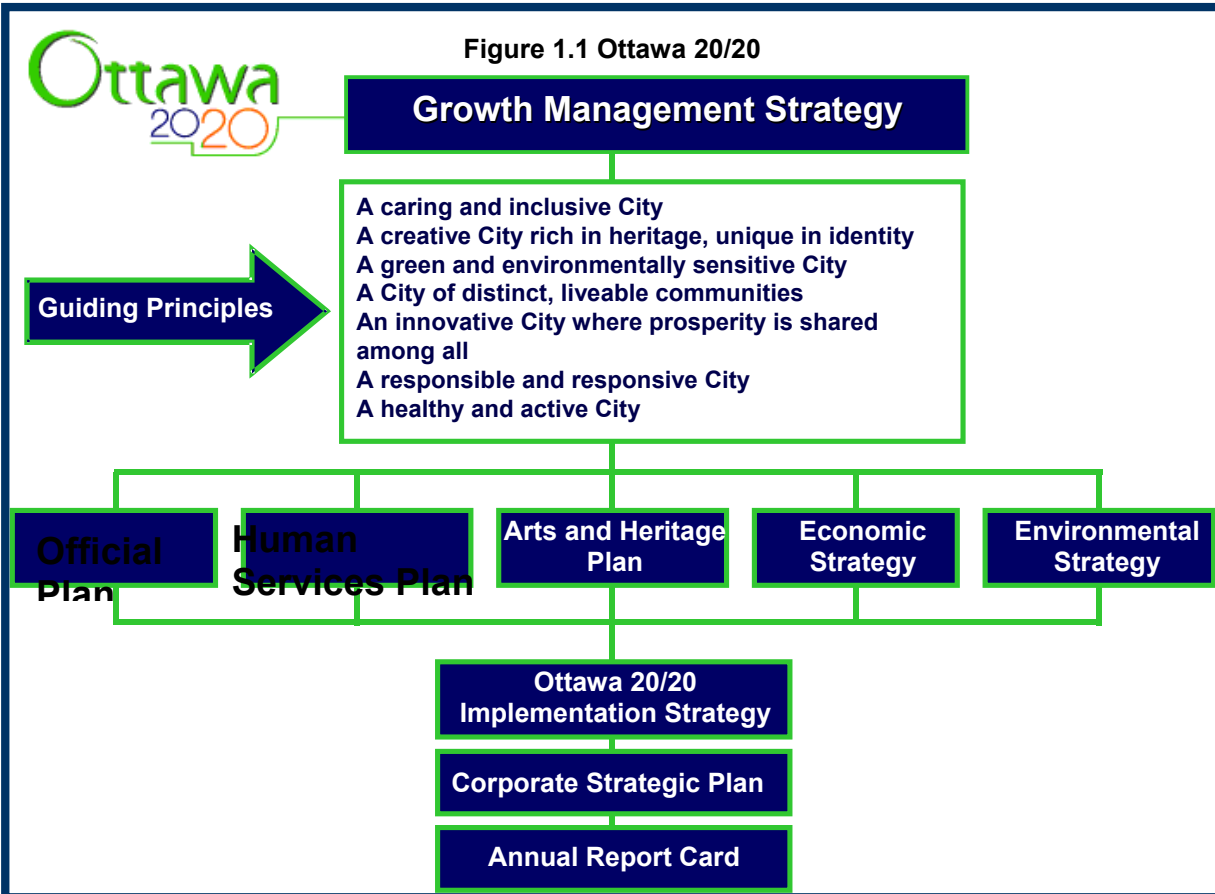 Figure 1.1 Ottawa 20/20
Ottawa
2020
Growth Management Strategy
A caring and inclusive City
A creative City rich in heritage, unique in identity
A green and environmentally sensitive City
A City of distinct, liveable communities
An innovative City where prosperity is shared
among all
A responsible and responsive City
A healthy and active City
Guiding Principles
Official
Plan
Human
Services Plan
Arts and Heritage
Plan
Economic
Strategy
Environmental
Strategy
Ottawa 20/20
Implementation Strategy
Corporate Strategic Plan
Annual Report Card